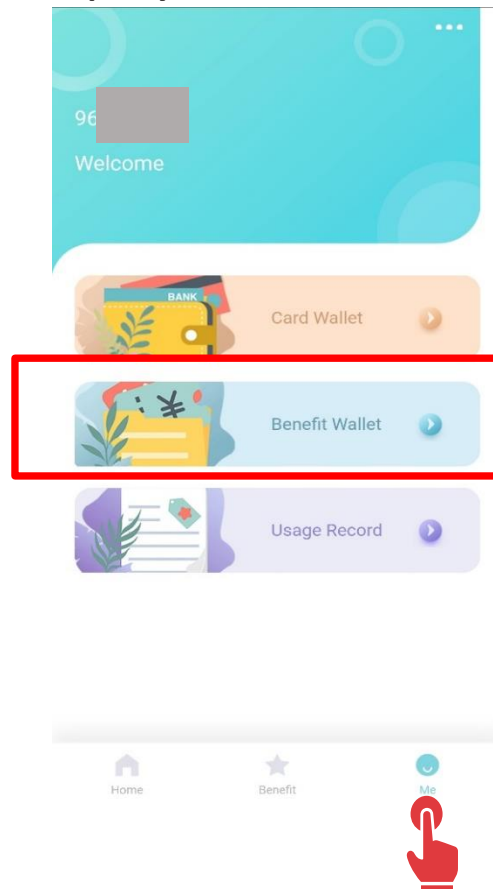 96
Welcome
BANK
Card Wallet
¥
Benefit Wallet
Usage Record
Home
Benefit
Me